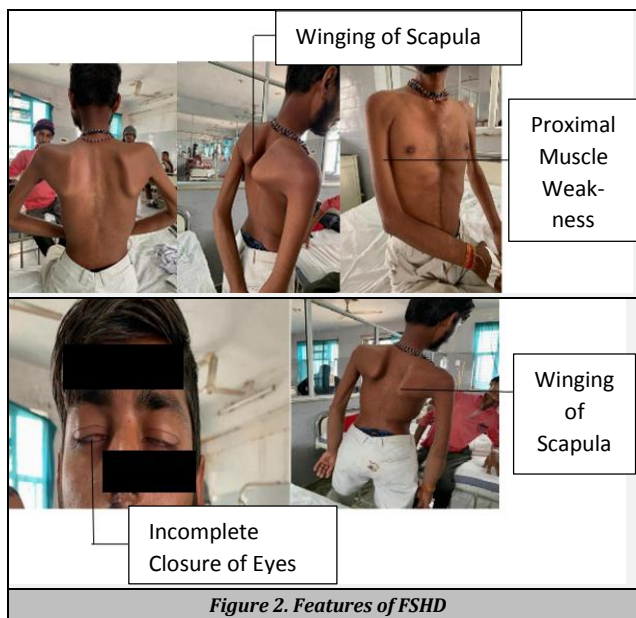 Winging of Scapula
Proximal
Muscle
Weak-
ness
Winging
of
Scapula
Incomplete
Closure of Eyes
Figure 2. Features of FSHD